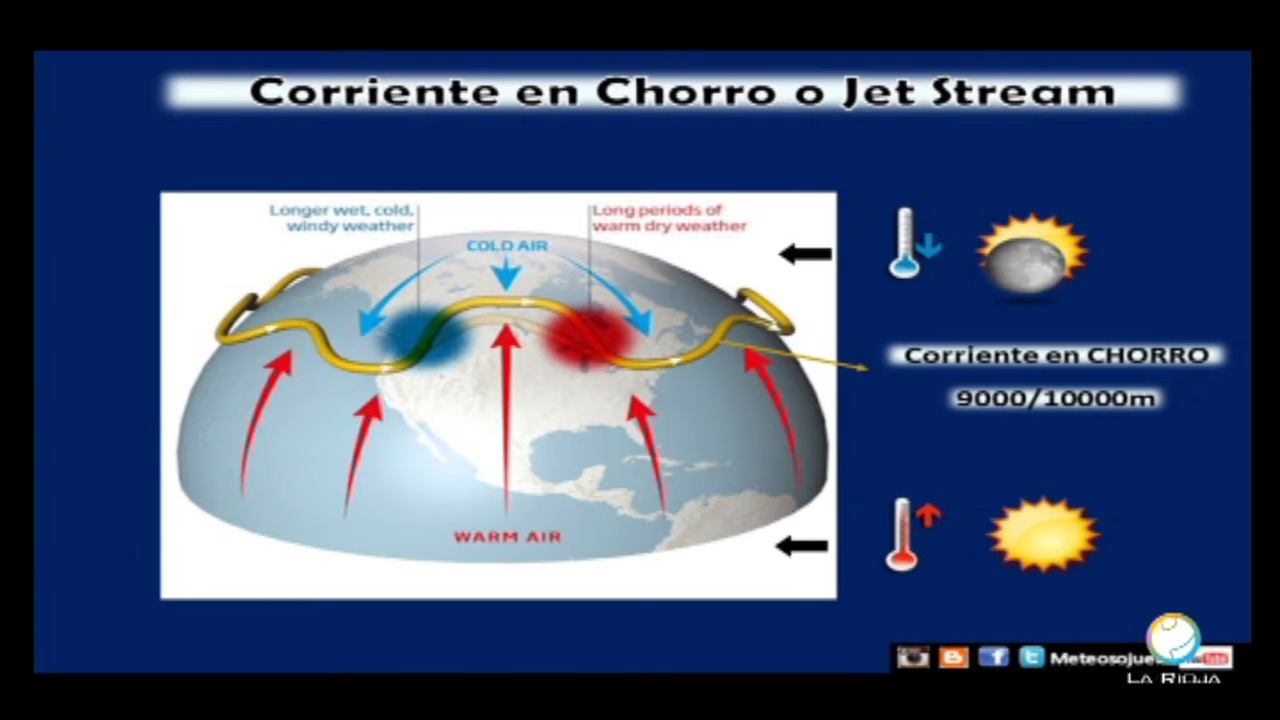 Corriente en Chorro o Jet Stream
Longer wet, cold,
windy weather
Long periods of
warm dry weather
COLD AIR
Corriente en CHORRO
9000/10000m
WARM AIR
LA RIOJA